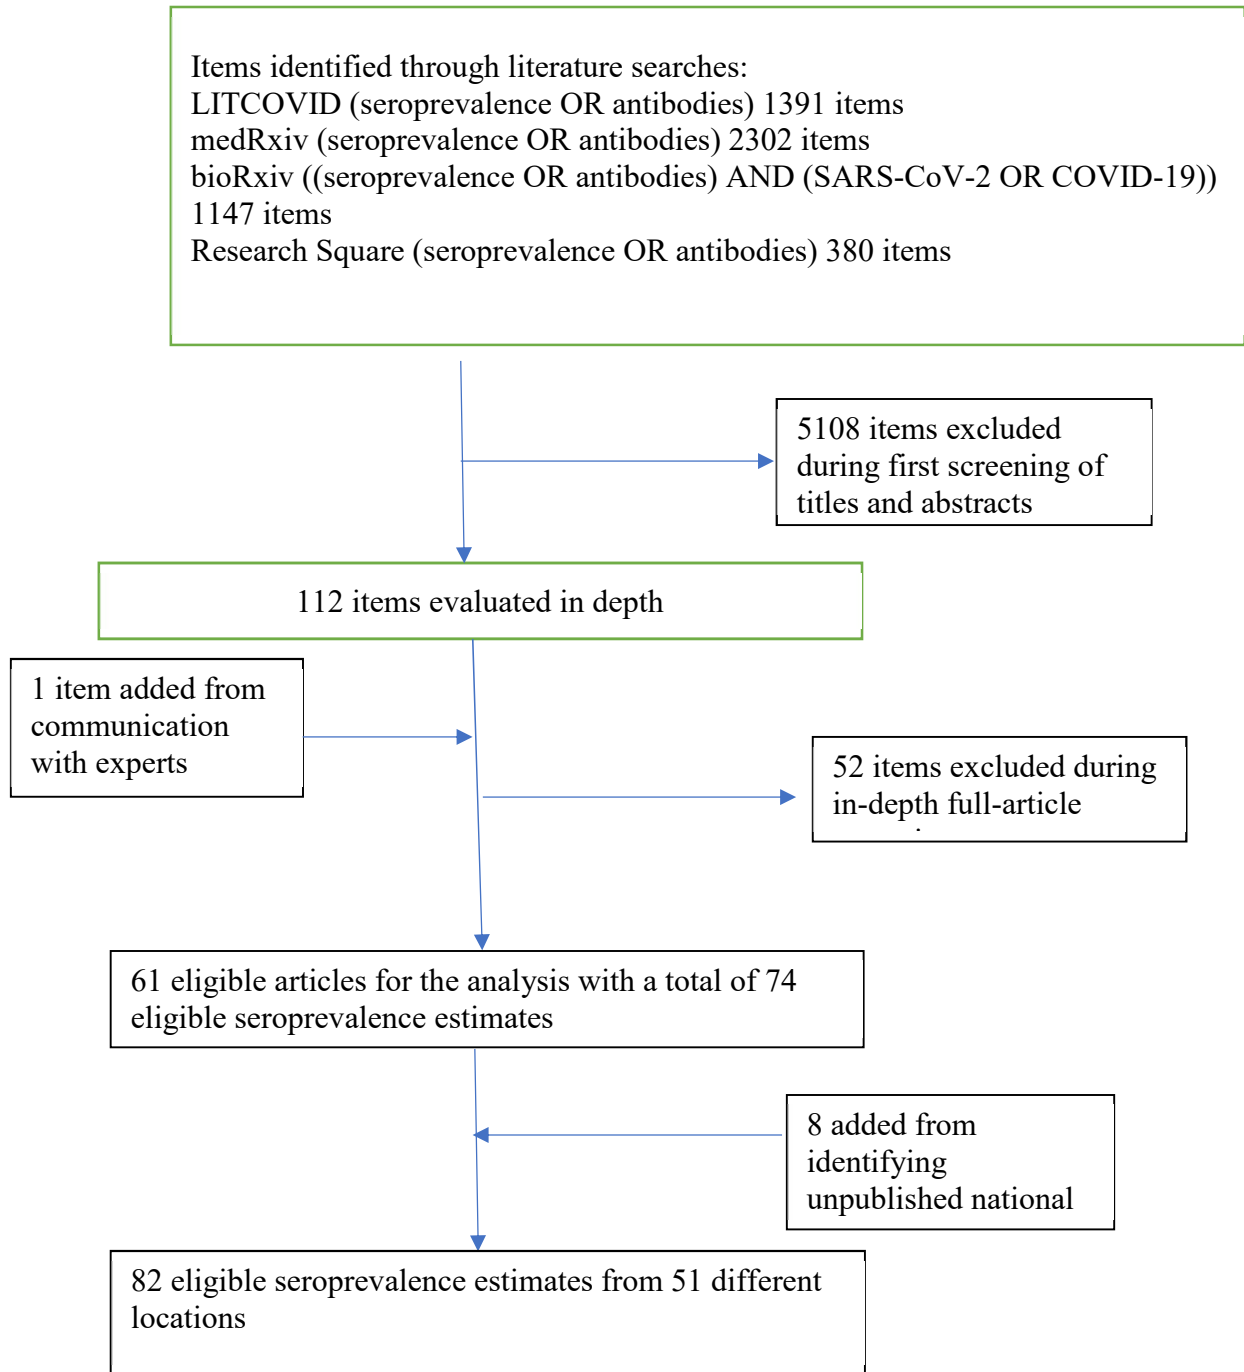 Items identified through literature searches:
LITCOVID (seroprevalence OR antibodies) 1391 items
medRxiv (seroprevalence OR antibodies) 2302 items
bioRxiv ((seroprevalence OR antibodies) AND (SARS-CoV-2 OR COVID-19))
1147 items
Research Square (seroprevalence OR antibodies) 380 items
5108 items excluded
during first screening of
titles and abstracts
112 items evaluated in depth
1 item added from
communication
with experts
52 items excluded during
in-depth full-article
61 eligible articles for the analysis with a total of 74
eligible seroprevalence estimates
8 added from
identifying
unpublished national
82 eligible seroprevalence estimates from 51 different
locations